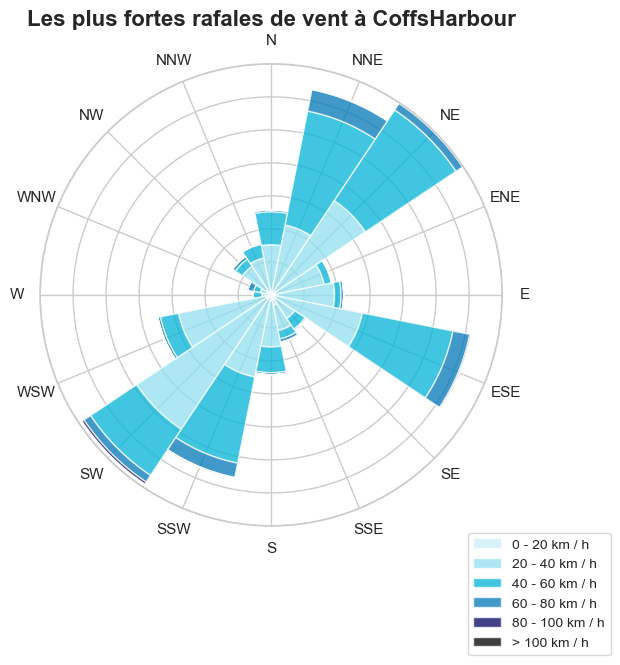 Les plus fortes rafales de vent à CoffsHarbour
N
NNW
NNE
NW
NE
WNW
ENE
W
E
WSW
ESE
SW
SE
SSW
SSE
S
0 - 20 km / h
20 - 40 km / h
40 - 60 km / h
60 - 80 km / h
80 - 100 km / h
> 100 km / h